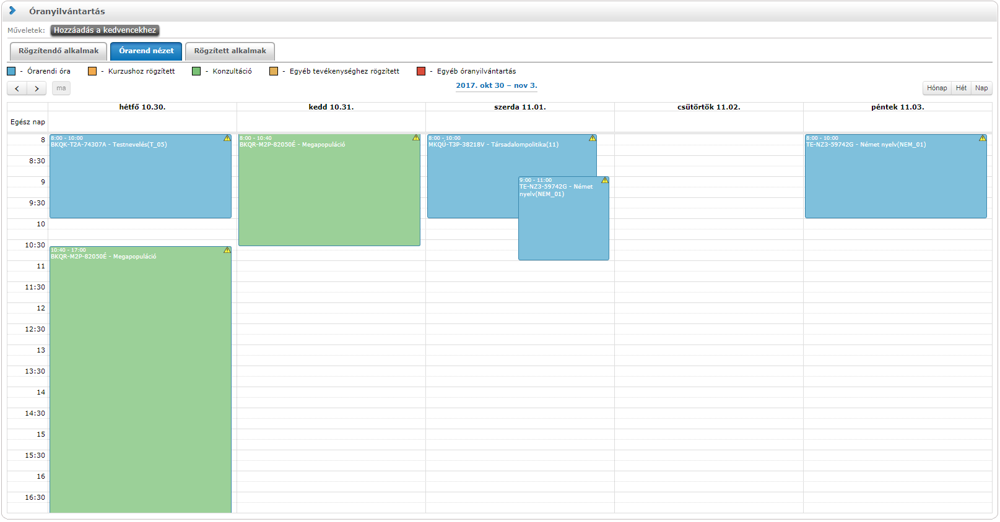 Óranyilvántartás
Műveletek: Hozzáadás a kedvencekhez
Rögzítendő alkalmak Órarend nézet Rögzített alkalmak
- Órarendi óra - Kurzushoz rögzített - Konzultáció - Egyéb tevékenységhez rögzített - Egyéb óranyilvántartás
ma 2017. okt 30 – nov 3. Hónap Hét Nap
hétfő 10.30. kedd 10.31. szerda 11.01. csütörtök 11.02. péntek 11.03.
Egész nap
8
8:00 - 10:00
BKQK-T2A-74307A - Testnevelés(T_05)
8:00 - 10:40
BKQR-M2P-82050É - Megapopuláció
8:00 - 10:00
MKQÜ-T3P-38218V - Társadalompolitika(11)
8:00 - 10:00
TE-NZ3-59742G - Német nyelv(NEM_01)
8:30
9
9:00 - 11:00
TE-NZ3-59742G - Német
nyelv(NEM_01)
9:30
10
10:30
10:40 - 17:00
BKQR-M2P-82050É - Megapopuláció
11
11:30
12
12:30
13
13:30
14
14:30
15
15:30
16
16:30